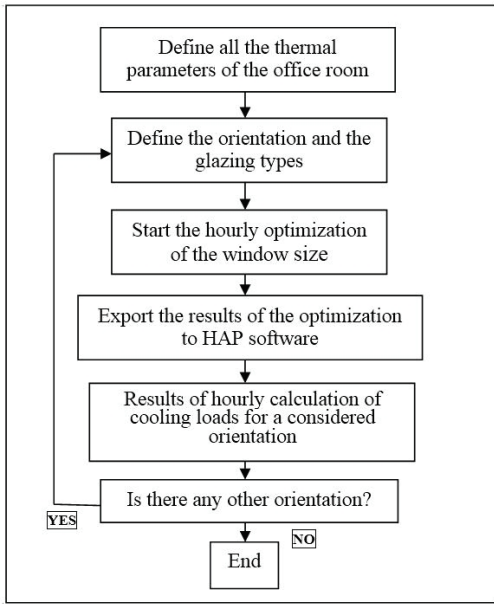 Define all the thermal
parameters of the office room
Define the orientation and the
glazing types
Start the hourly optimization
of the window size
Export the results of the optimization
to HAP software
Results of hourly calculation of
cooling loads for a considered
orientation
Is there any other orientation?
YES
NO
End